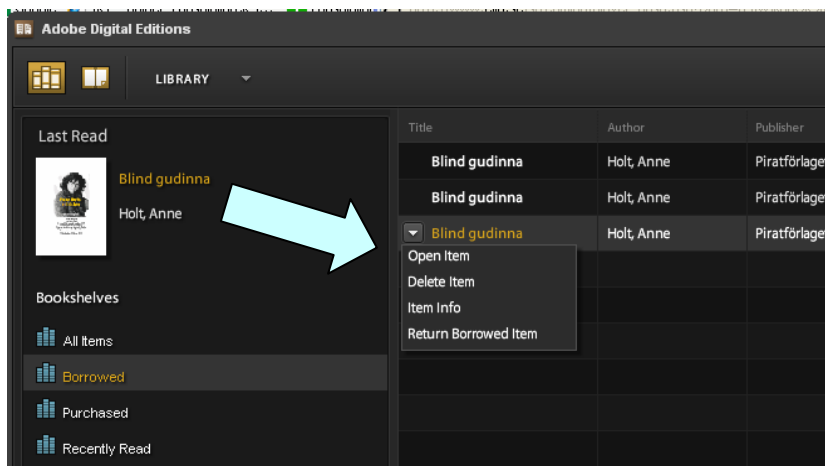 Adobe Digital Editions
LIBRARY
Last Read
Blind gudinna
Holt, Anne
Bookshelves
All Items
Borrowed
Purchased
Recently Read
Title Author Publisher
Blind gudinna Holt, Anne Piratförlage
Blind gudinna Holt, Anne Piratförlage
Blind gudinna Holt, Anne Piratförlage
Open Item
Delete Item
Item Info
Return Borrowed Item